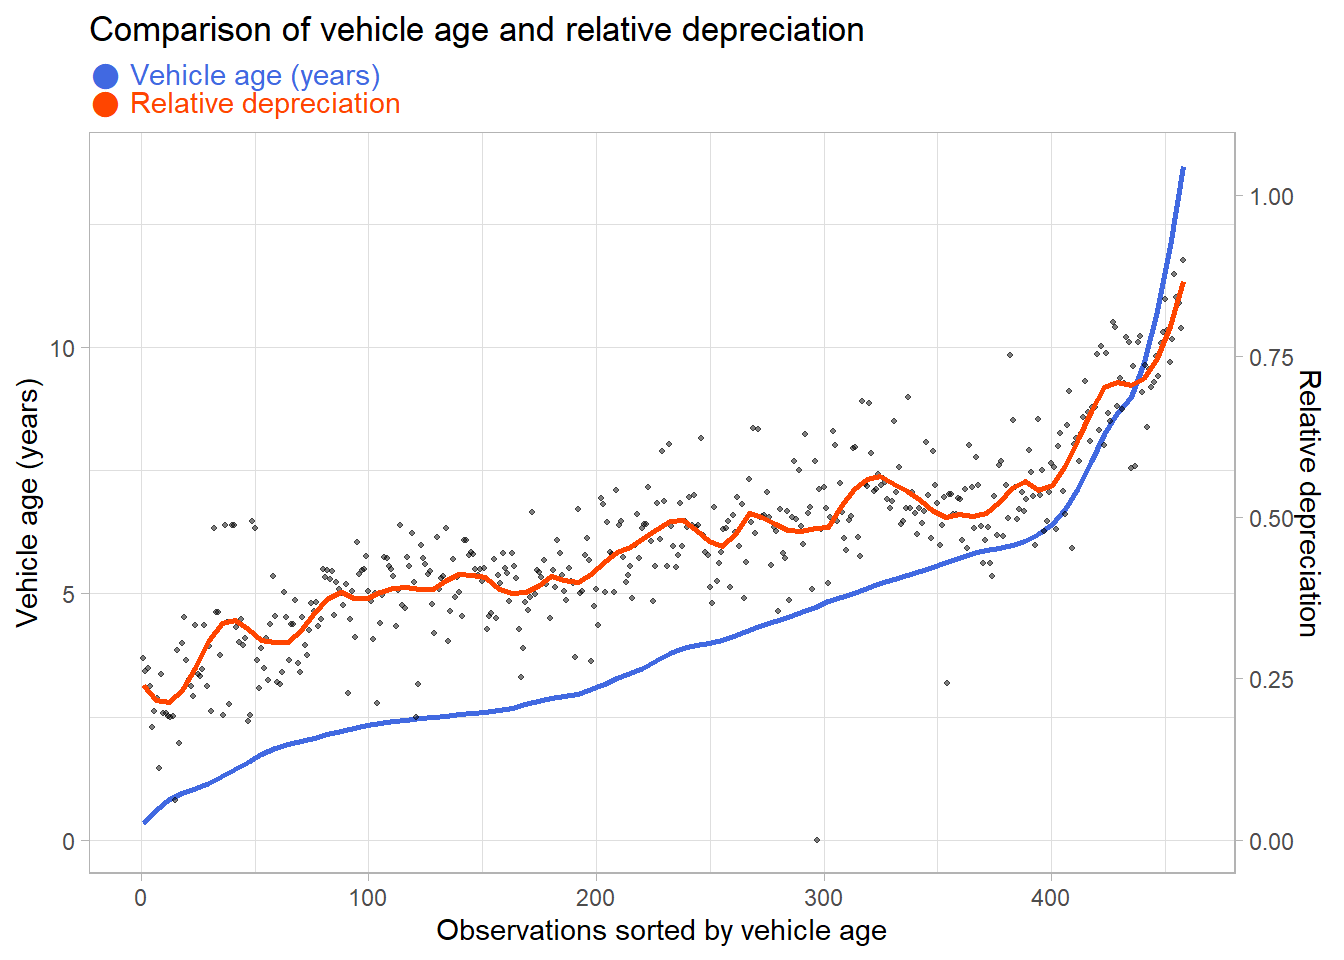 Comparison of vehicle age and relative depreciation
Vehicle age (years)
Relative depreciation
Vehicle age (years)
10
5
0
1.00
0.75
0.50
0.25
0.00
Relative depreciation
0 100 200 300 400
Observations sorted by vehicle age